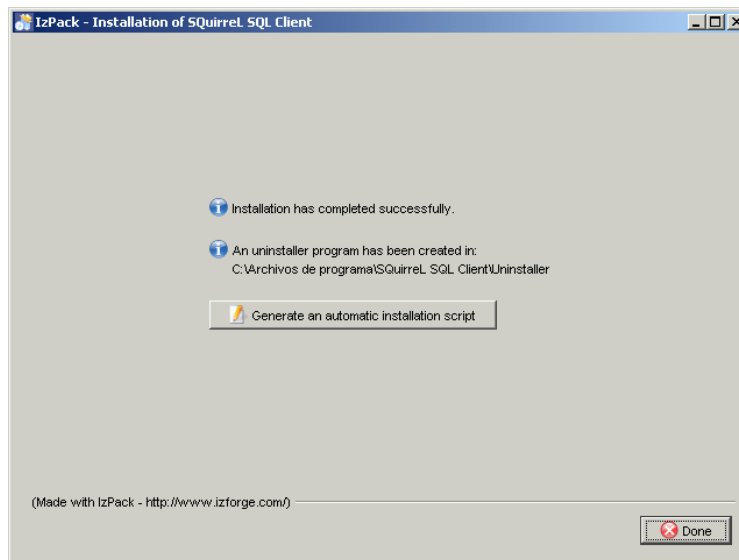 IzPack - Installation of SQuirreL SQL Client
Installation has completed successfully.
An uninstaller program has been created in:
C:\Archivos de programa\SQuirreL SQL Client\Uninstaller
Generate an automatic installation script
(Made with IzPack - http://www.izforge.com/)
Done